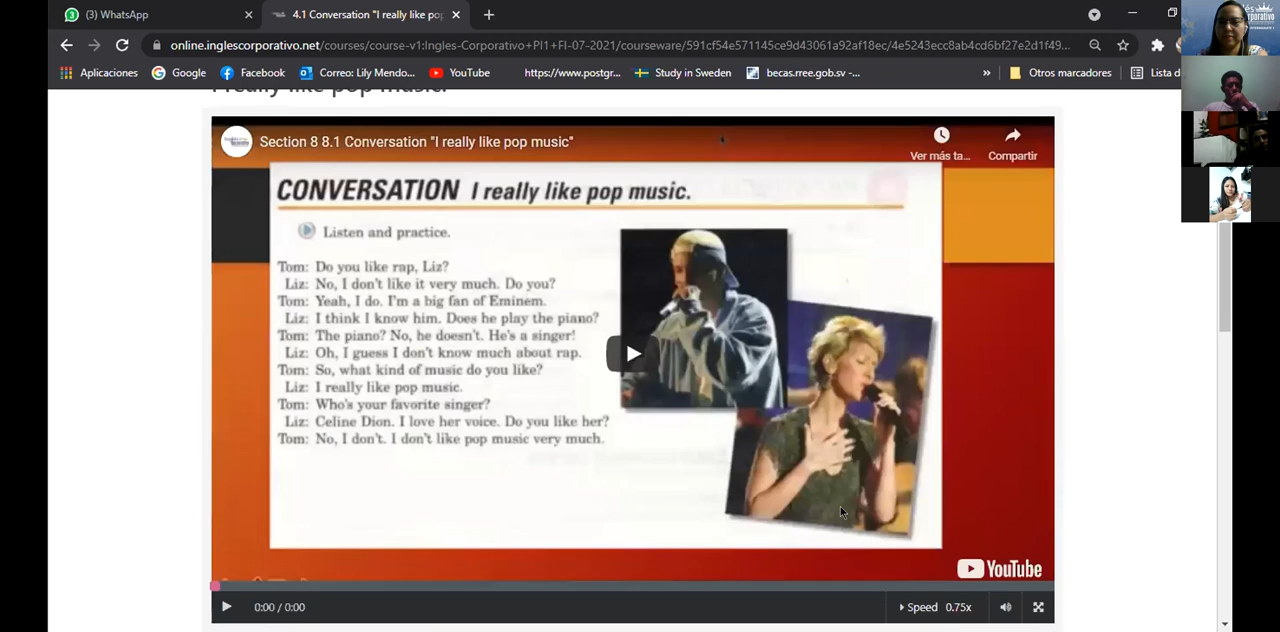 (3) WhatsApp
4.1 Conversation "I really like po
online.inglescorporativo.net/courses/course-v1:Ingles-Corporativo+PI1+FI-07-2021/courseware/591cf54e571145ce9d43061a92af18ec/4e5243ecc8ab4cd6bf27e2d1f49...
Aplicaciones
Google
Facebook
Correo: Lily Mendo...
YouTube
https://www.postgr...
Study in Sweden
becas.rree.gob.sv -...
»
Otros marcadores
Lista d
I really like pop music.
Section 8 8.1 Conversation "I really like pop music"
Ver más ta...
Compartir
CONVERSATION I really like pop music.
Listen and practice.
Tom: Do you like rap, Liz?
Liz: No, I don't like it very much. Do you?
Tom: Yeah, I do. I'm a big fan of Eminem.
Liz: I think I know him. Does he play the piano?
Tom: The piano? No, he doesn't. He's a singer!
Liz: Oh, I guess I don't know much about rap.
Tom: So, what kind of music do you like?
Liz: I really like pop music.
Tom: Who's your favorite singer?
Liz: Celine Dion. I love her voice. Do you like her?
Tom: No, I don't. I don't like pop music very much.
YouTube
0:00 / 0:00
Speed 0.75x